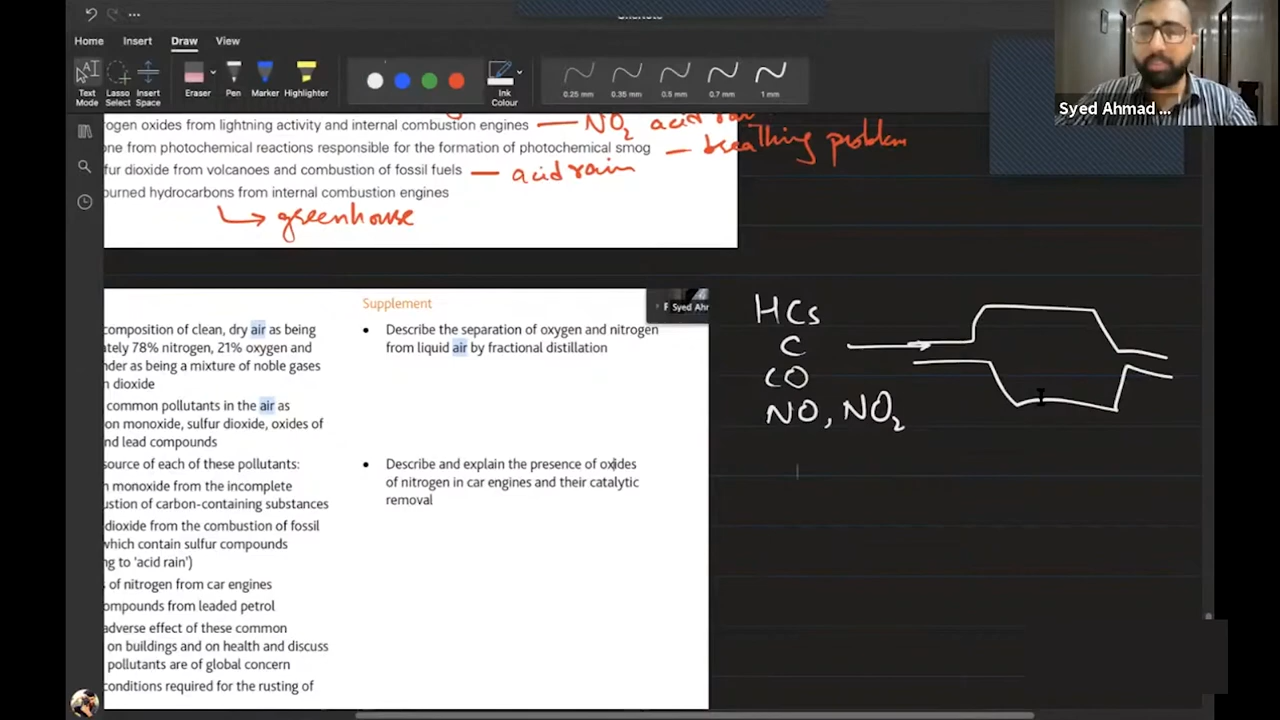 Home Insert Draw View
Text Mode
Lasso Select
Insert Space
Eraser
Pen
Marker
Highlighter
0.25 mm
0.35 mm
0.5 mm
0.7 mm
1 mm
Ink Colour
Syed Ahmad ...
rogen oxides from lightning activity and internal combustion engines — NO2 acid
one from photochemical reactions responsible for the formation of photochemical smog — breathing problem
fur dioxide from volcanoes and combustion of fossil fuels — acid rain
ourned hydrocarbons from internal combustion engines
↳ greenhouse
composition of clean, dry air as being
ately 78% nitrogen, 21% oxygen and
nder as being a mixture of noble gases
n dioxide
common pollutants in the air as
on monoxide, sulfur dioxide, oxides of
nd lead compounds
source of each of these pollutants:
n monoxide from the incomplete
ustion of carbon-containing substances
dioxide from the combustion of fossil
which contain sulfur compounds
ng to 'acid rain')
s of nitrogen from car engines
ompounds from leaded petrol
adverse effect of these common
on buildings and on health and discuss
pollutants are of global concern
conditions required for the rusting of
Supplement
• Describe the separation of oxygen and nitrogen
from liquid air by fractional distillation
• Describe and explain the presence of oxides
of nitrogen in car engines and their catalytic
removal
Syed Ahr
HCs
C
CO
NO, NO2